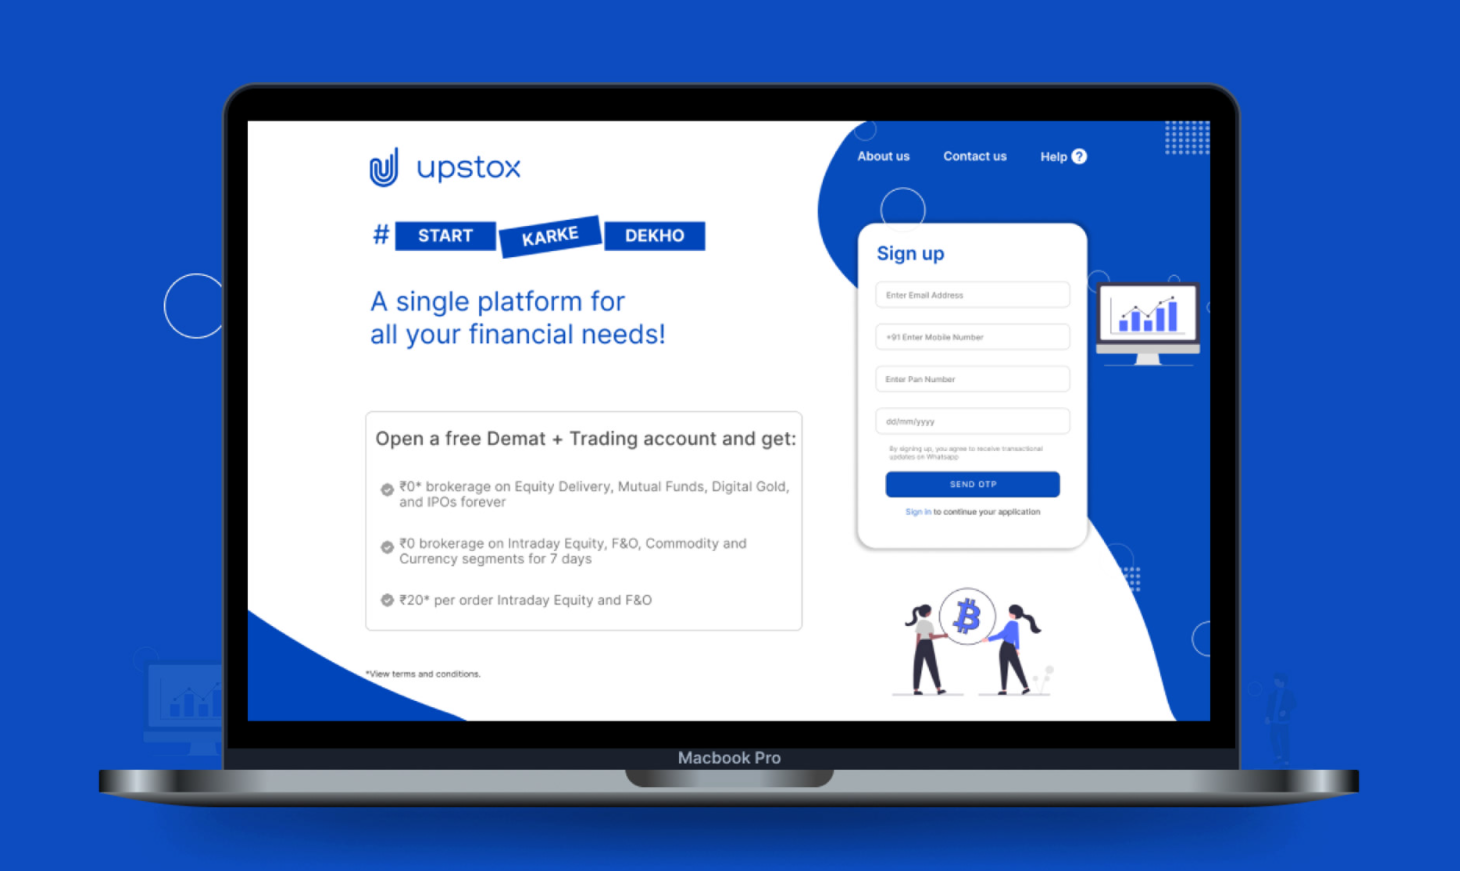 upstox
About us Contact us Help ?
# START KARKE DEKHO
A single platform for
all your financial needs!
Open a free Demat + Trading account and get:
₹0* brokerage on Equity Delivery, Mutual Funds, Digital Gold,
and IPOs forever
₹0 brokerage on Intraday Equity, F&O, Commodity and
Currency segments for 7 days
₹20* per order Intraday Equity and F&O
*View terms and conditions.
Sign up
Enter Email Address
+91 Enter Mobile Number
Enter Pan Number
dd/mm/yyyy
By signing up, you agree to receive transactional
updates on Whatsapp
SEND OTP
Sign In to continue your application
Macbook Pro